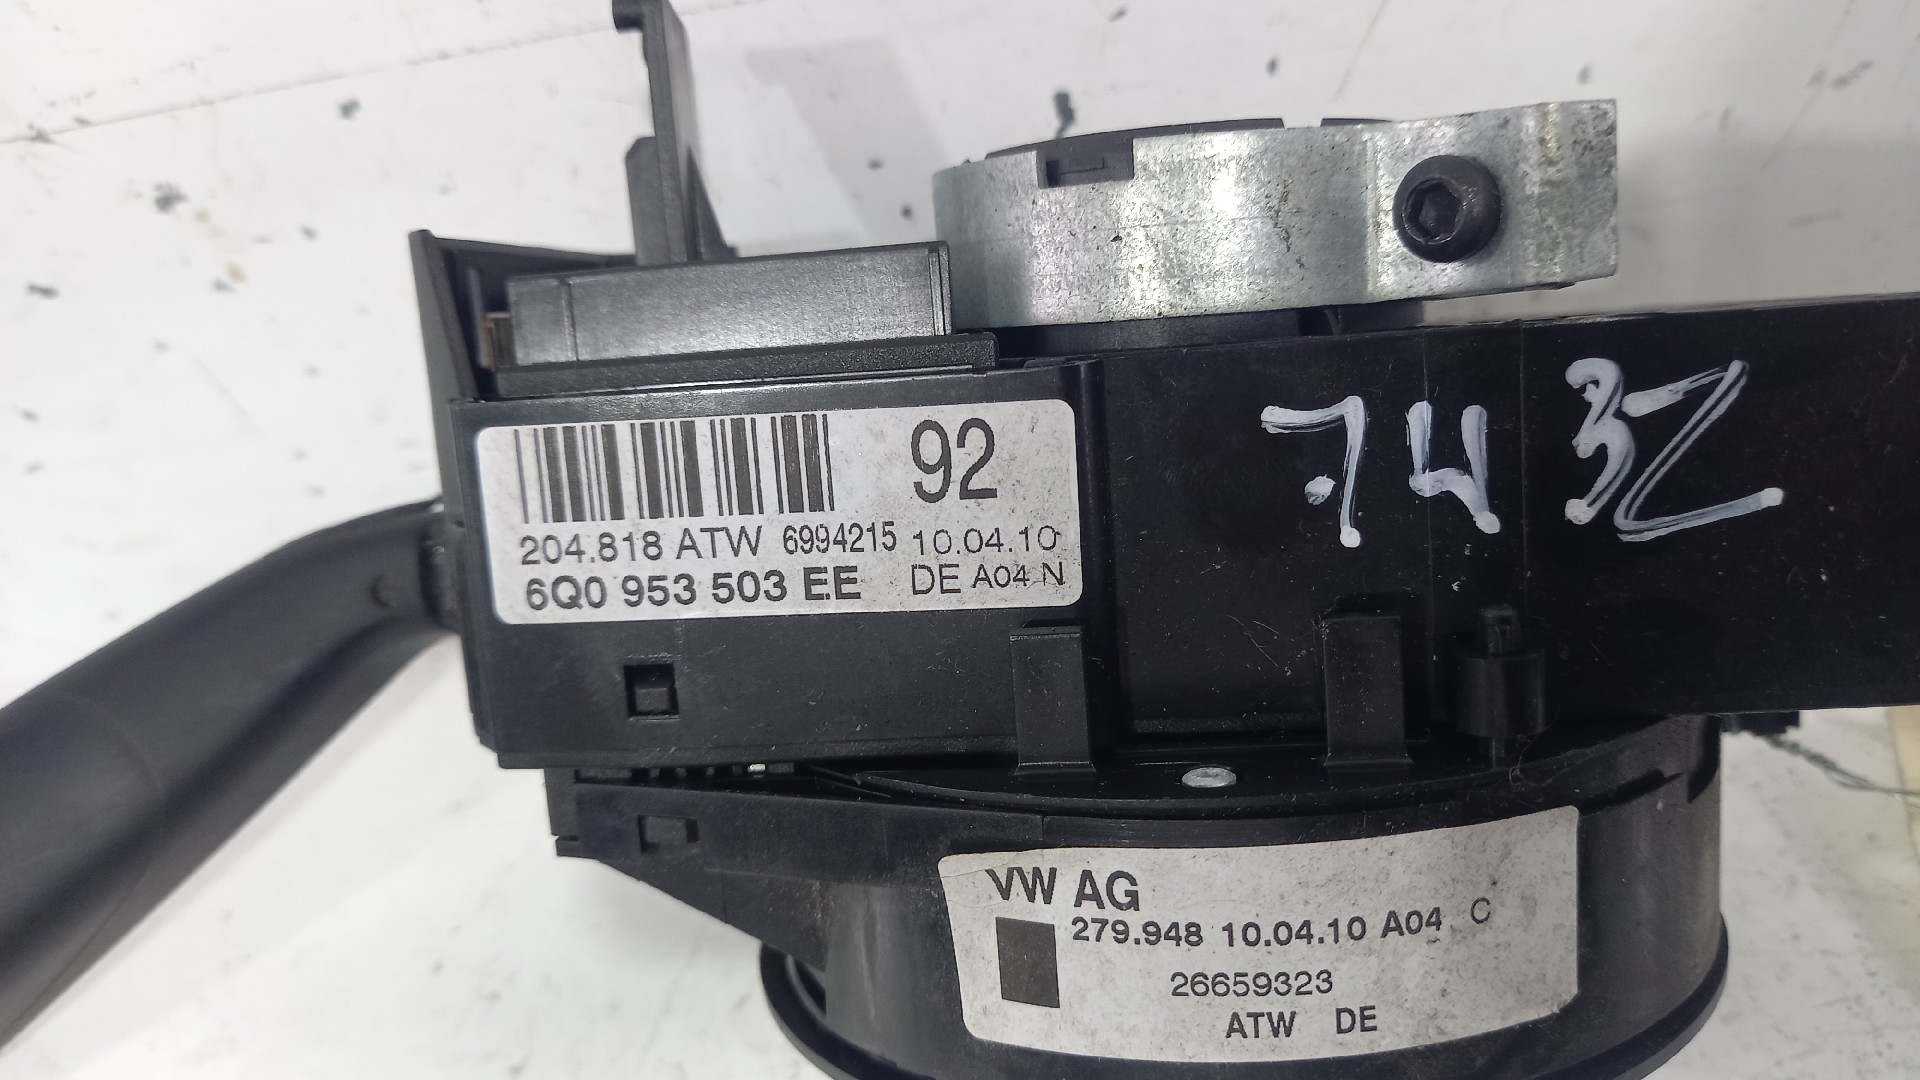 92
204.818 ATW 6994215 10.04.10
6Q0 953 503 EE DE A04 N
VW AG
279.948 10.04.10 A04 C
26659323
ATW DE